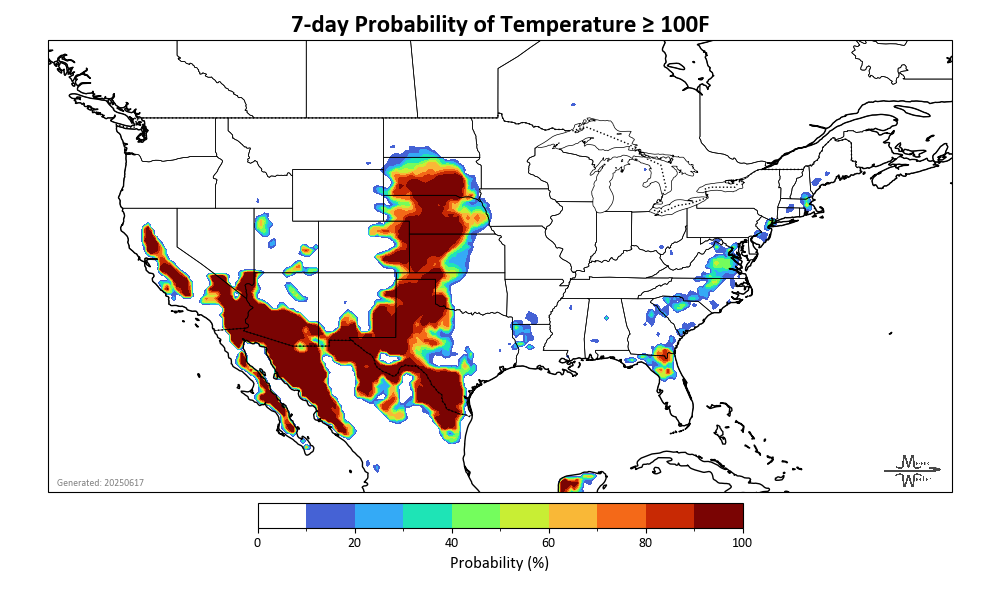 7-day Probability of Temperature ≥ 100F
Generated: 20250617
0 20 40 60 80 100
Probability (%)